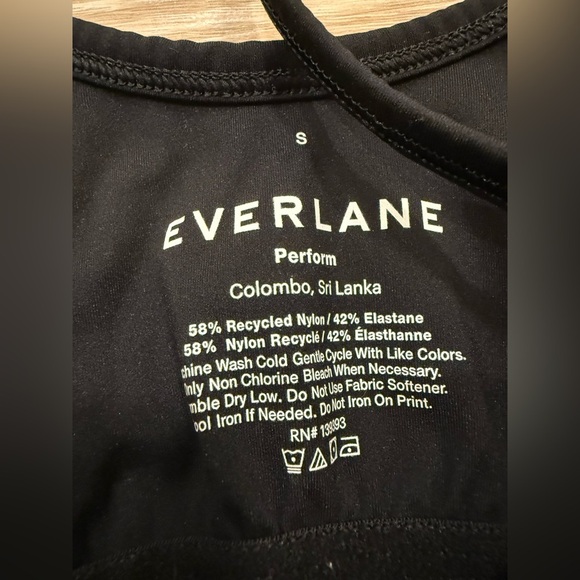 S
EVERLANE
Perform
Colombo, Sri Lanka
58% Recycled Nylon / 42% Elastane
58% Nylon Recyclé / 42% Élasthanne
chine Wash Cold Gentle Cycle With Like Colors.
nly Non Chlorine Bleach When Necessary.
mble Dry Low. Do Not Use Fabric Softener.
ool Iron If Needed. Do Not Iron On Print.
RN#